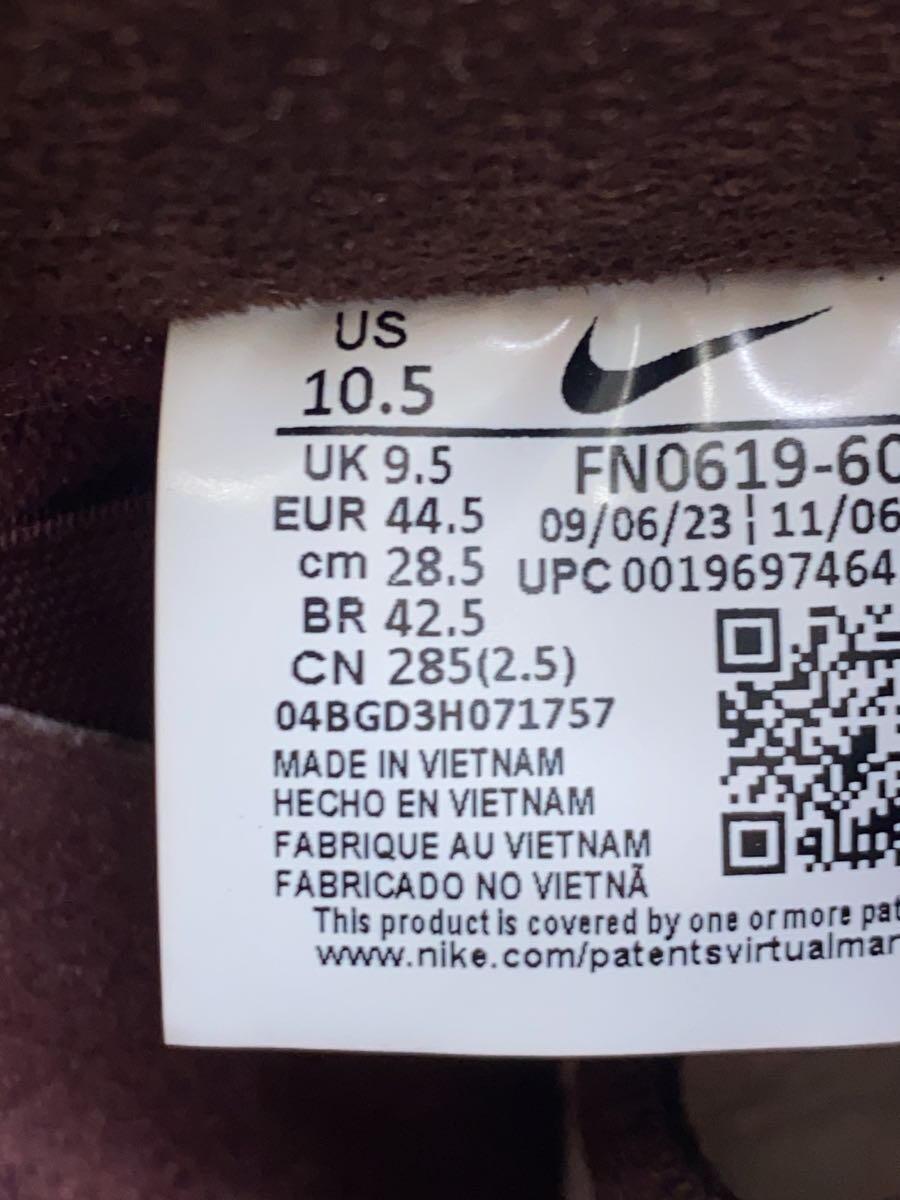 US
10.5
UK 9.5
FN0619-60
EUR 44.5
09/06/23 | 11/06
cm 28.5
UPC 0019697464
BR 42.5
CN 285(2.5)
04BGD3H071757
MADE IN VIETNAM
HECHO EN VIETNAM
FABRIQUE AU VIETNAM
FABRICADO NO VIETNÃ
This product is covered by one or more pat
www.nike.com/patentsvirtualmar